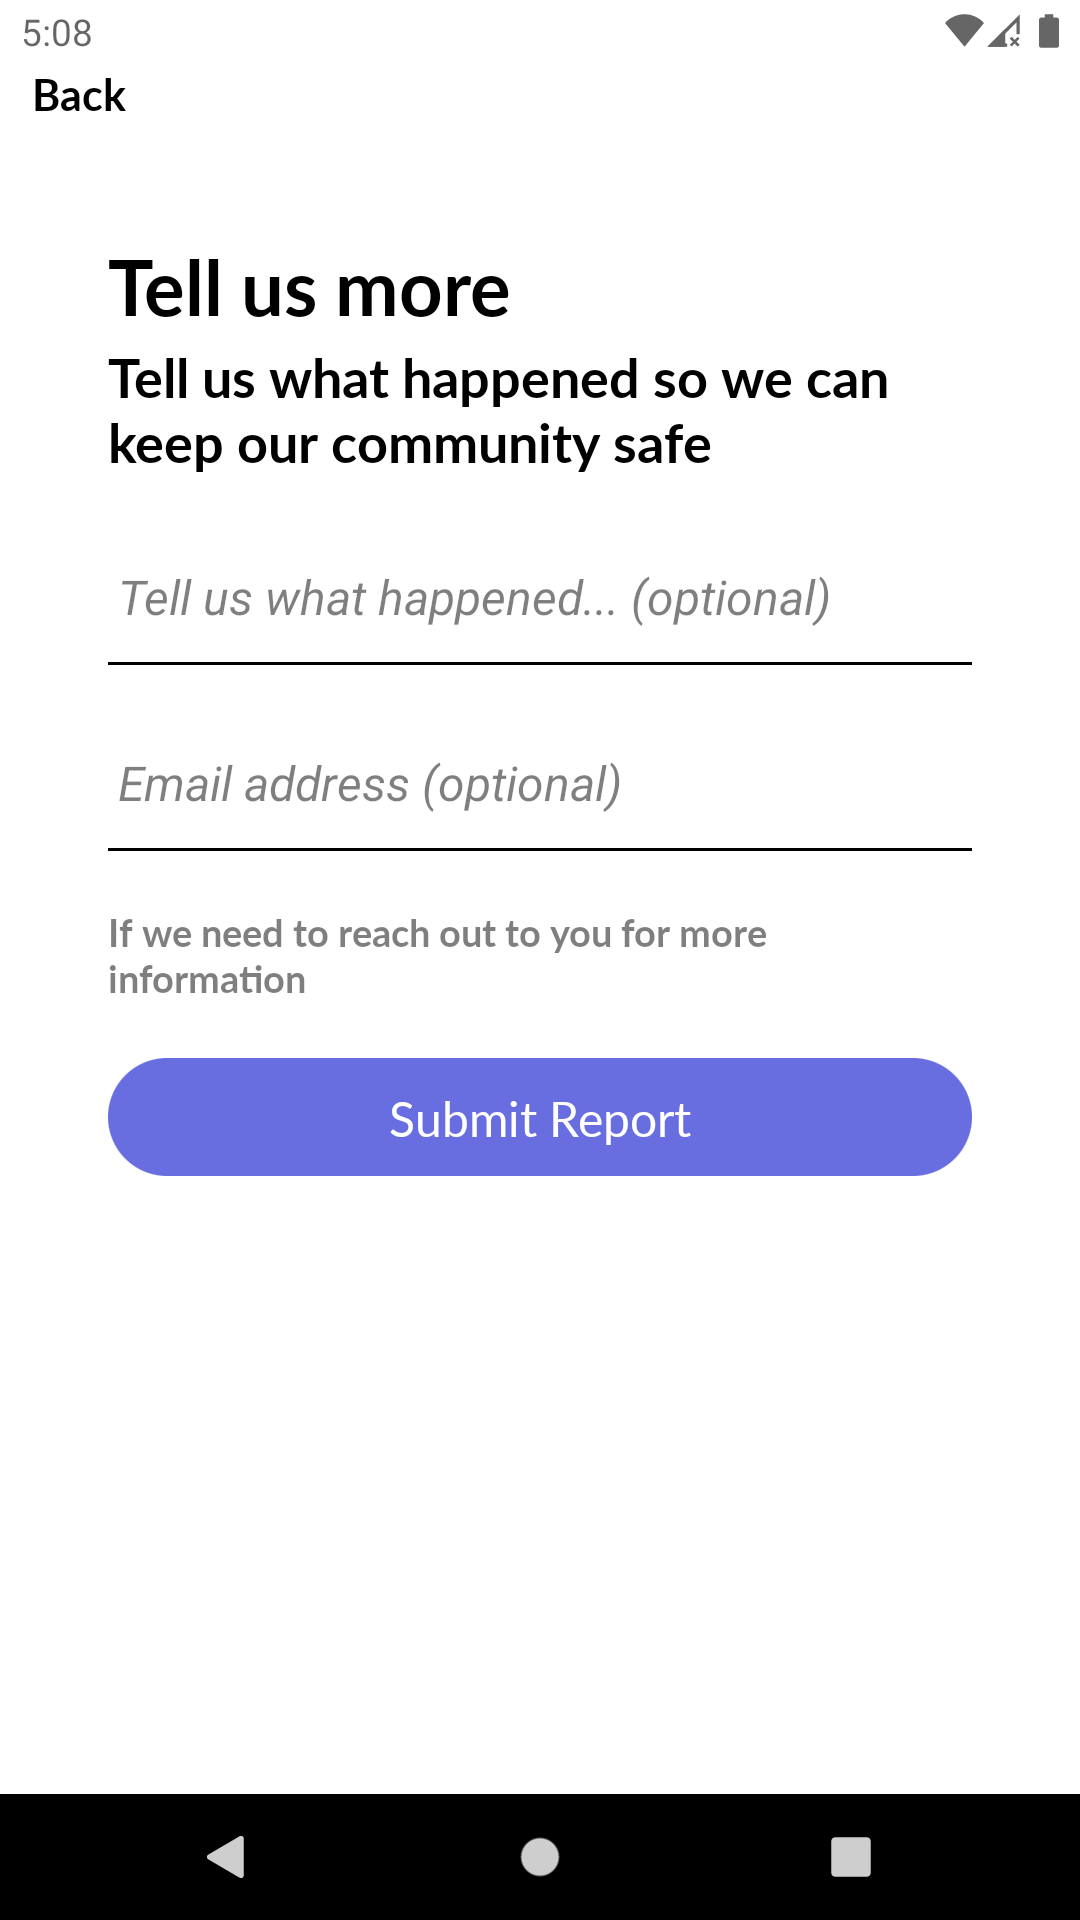 5:08
Back
Tell us more
Tell us what happened so we can
keep our community safe
Tell us what happened... (optional)
Email address (optional)
If we need to reach out to you for more
information
Submit Report